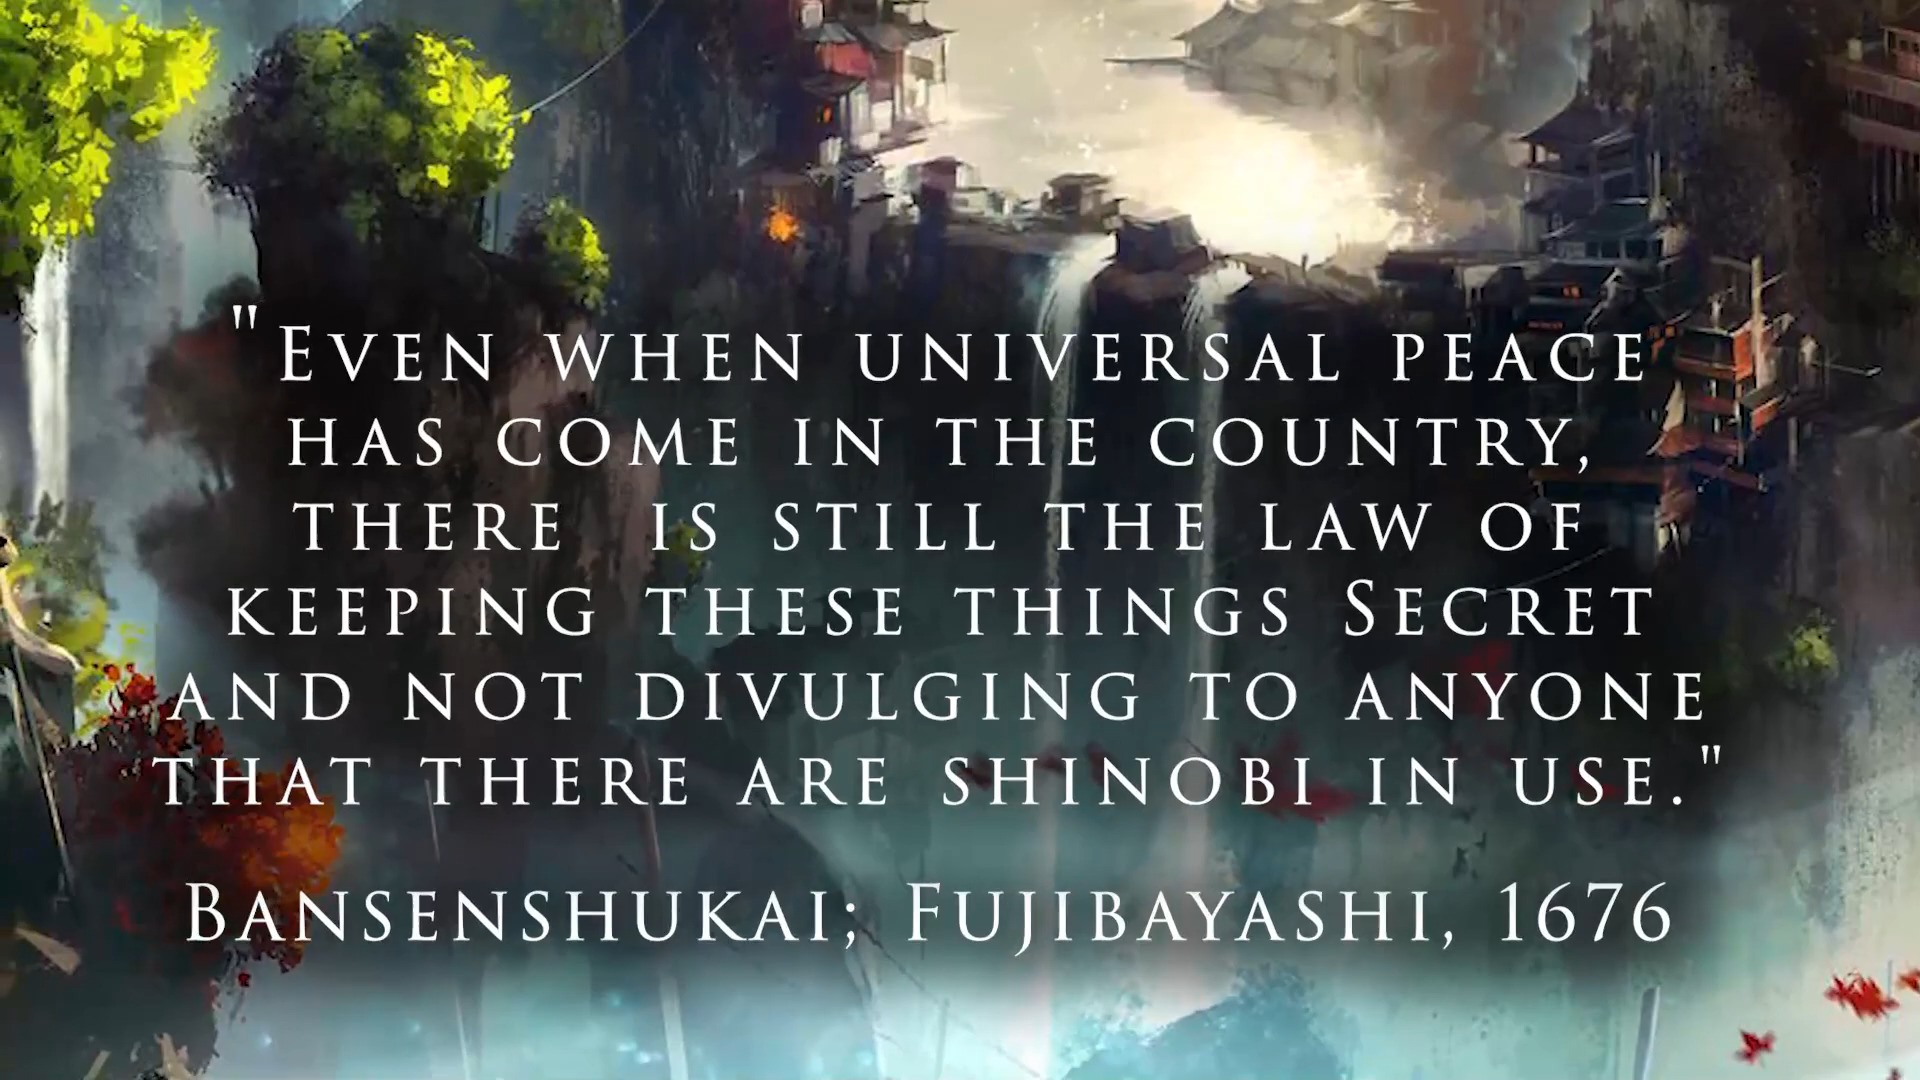 "Even when universal peace
has come in the country,
there is still the law of
keeping these things Secret
and not divulging to anyone
that there are shinobi in use."
Bansenshukai; Fujibayashi, 1676